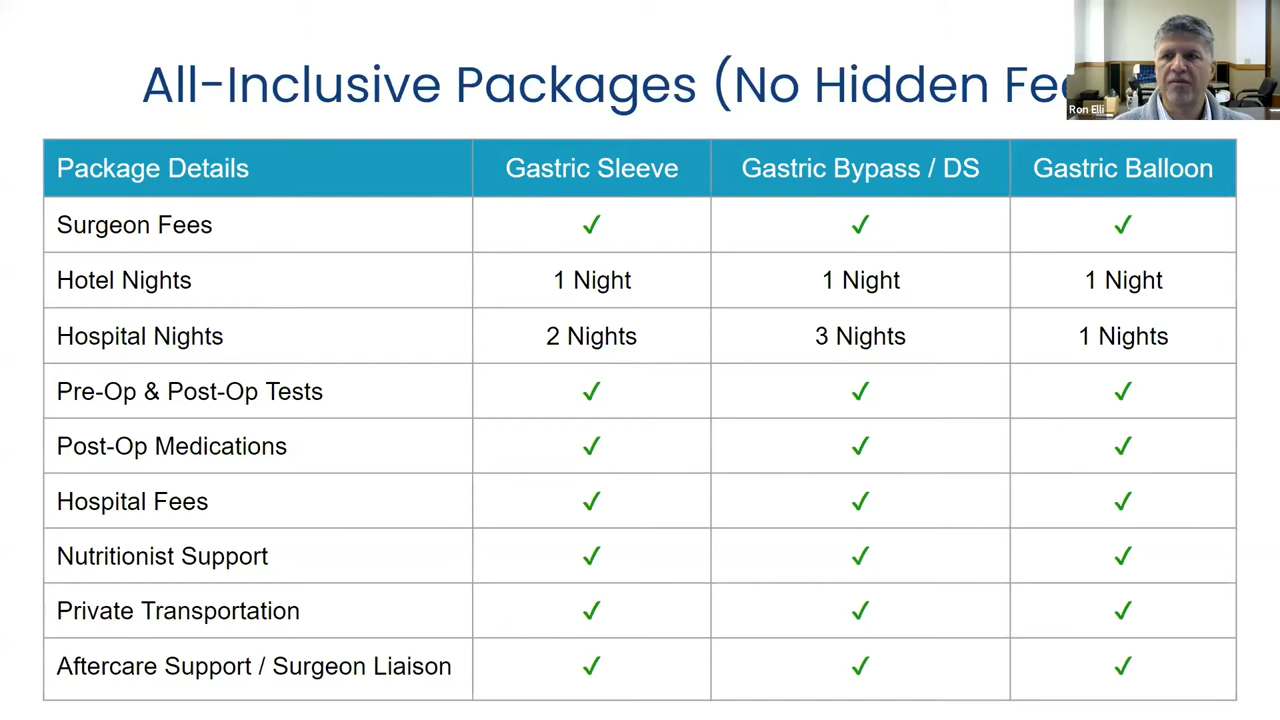 All-Inclusive Packages (No Hidden Fe
Ron Elli
Package Details Gastric Sleeve Gastric Bypass / DS Gastric Balloon
Surgeon Fees ✓ ✓ ✓
Hotel Nights 1 Night 1 Night 1 Night
Hospital Nights 2 Nights 3 Nights 1 Nights
Pre-Op & Post-Op Tests ✓ ✓ ✓
Post-Op Medications ✓ ✓ ✓
Hospital Fees ✓ ✓ ✓
Nutritionist Support ✓ ✓ ✓
Private Transportation ✓ ✓ ✓
Aftercare Support / Surgeon Liaison ✓ ✓ ✓